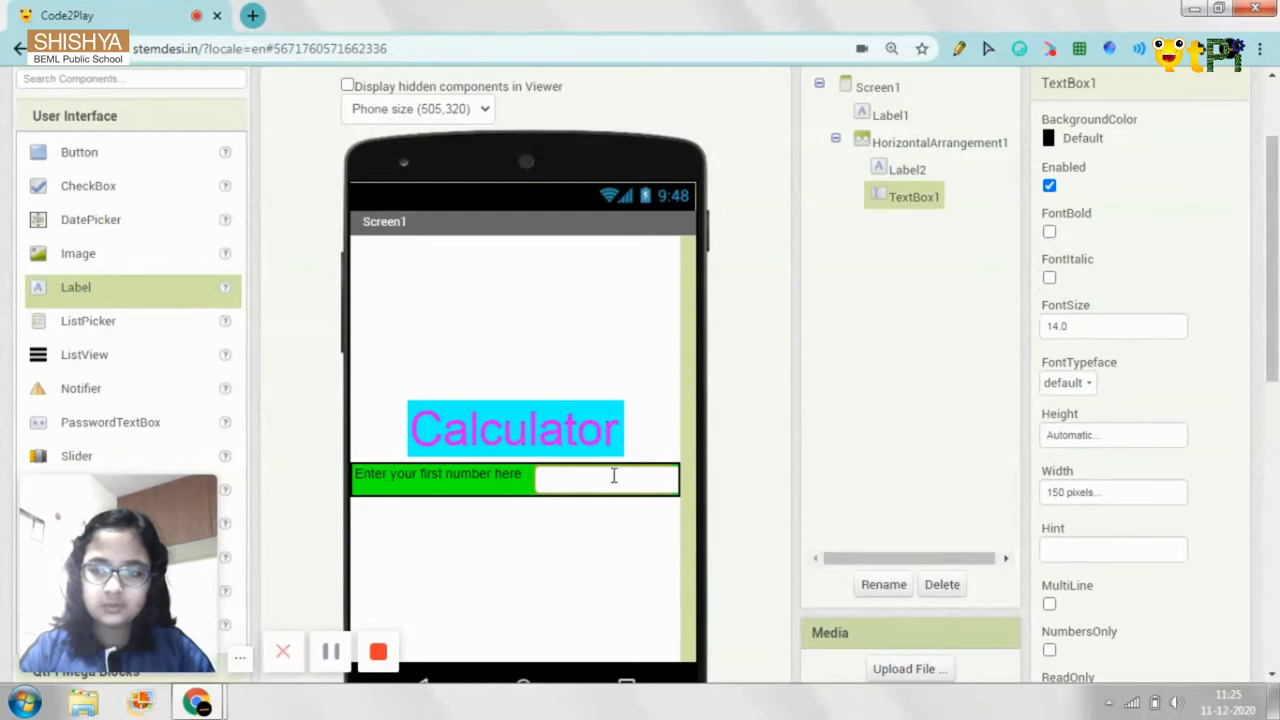 Code2Play
SHISHYA
BEML Public School
stemdesi.in/?locale=en#5671760571662336
QtPi
Search Components...
User Interface
Button
CheckBox
DatePicker
Image
Label
ListPicker
ListView
Notifier
PasswordTextBox
Slider
Display hidden components in Viewer
Phone size (505,320)
9:48
Screen1
Calculator
Enter your first number here
Screen1
Label1
HorizontalArrangement1
Label2
TextBox1
Rename
Delete
Media
Upload File ...
TextBox1
BackgroundColor
Default
Enabled
FontBold
FontItalic
FontSize
14.0
FontTypeface
default
Height
Automatic...
Width
150 pixels...
Hint
MultiLine
NumbersOnly
ReadOnly
11:25
11-12-2020